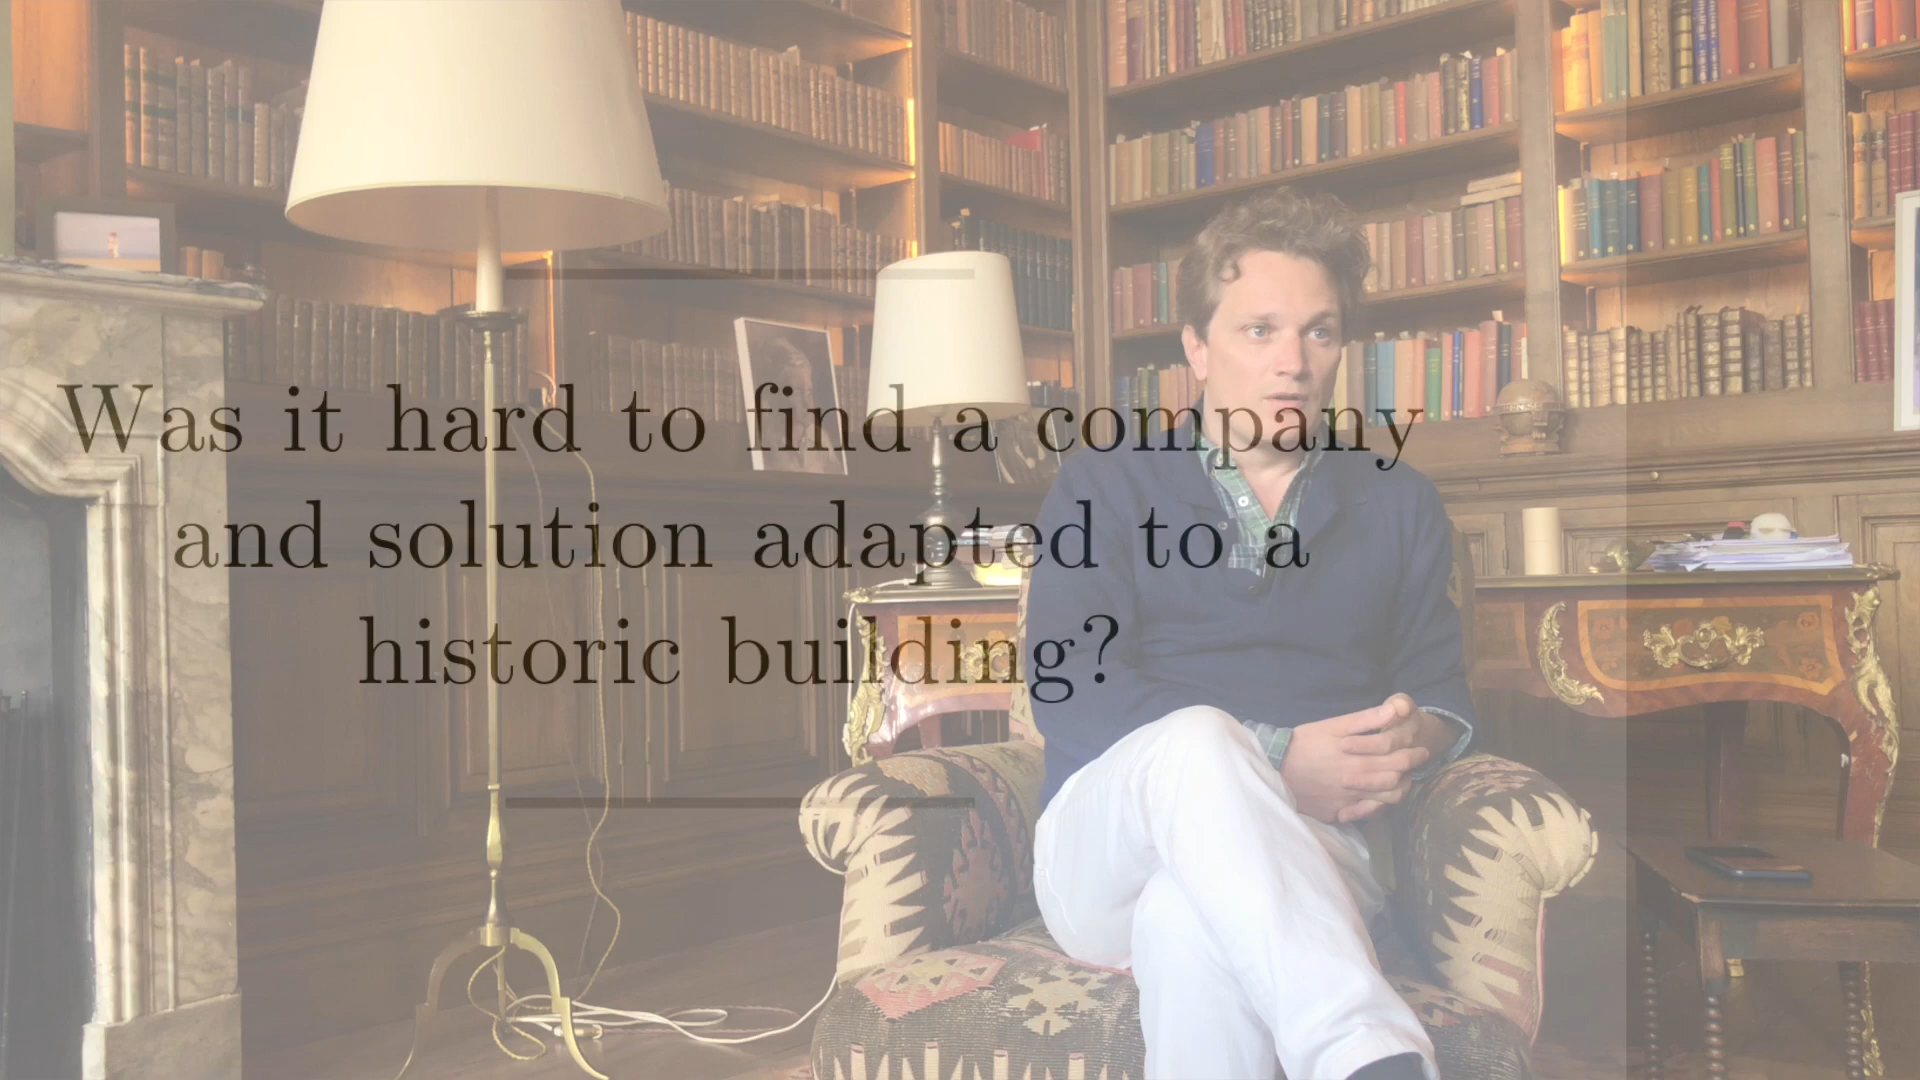 Was it hard to find a company
and solution adapted to a
historic building?